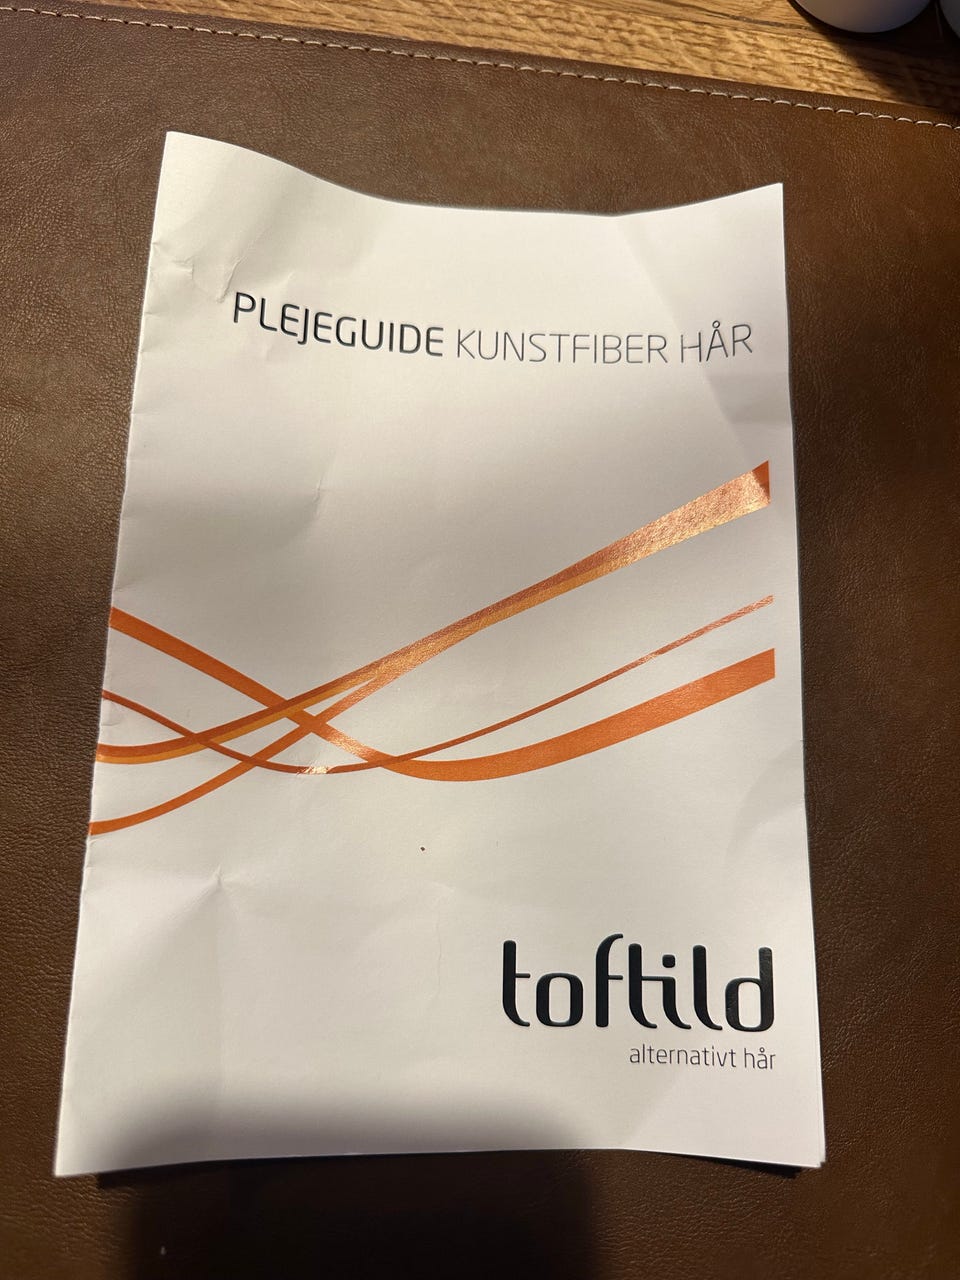 PLEJEGUIDE KUNSTFIBER HÅR
toftild
alternativt hår